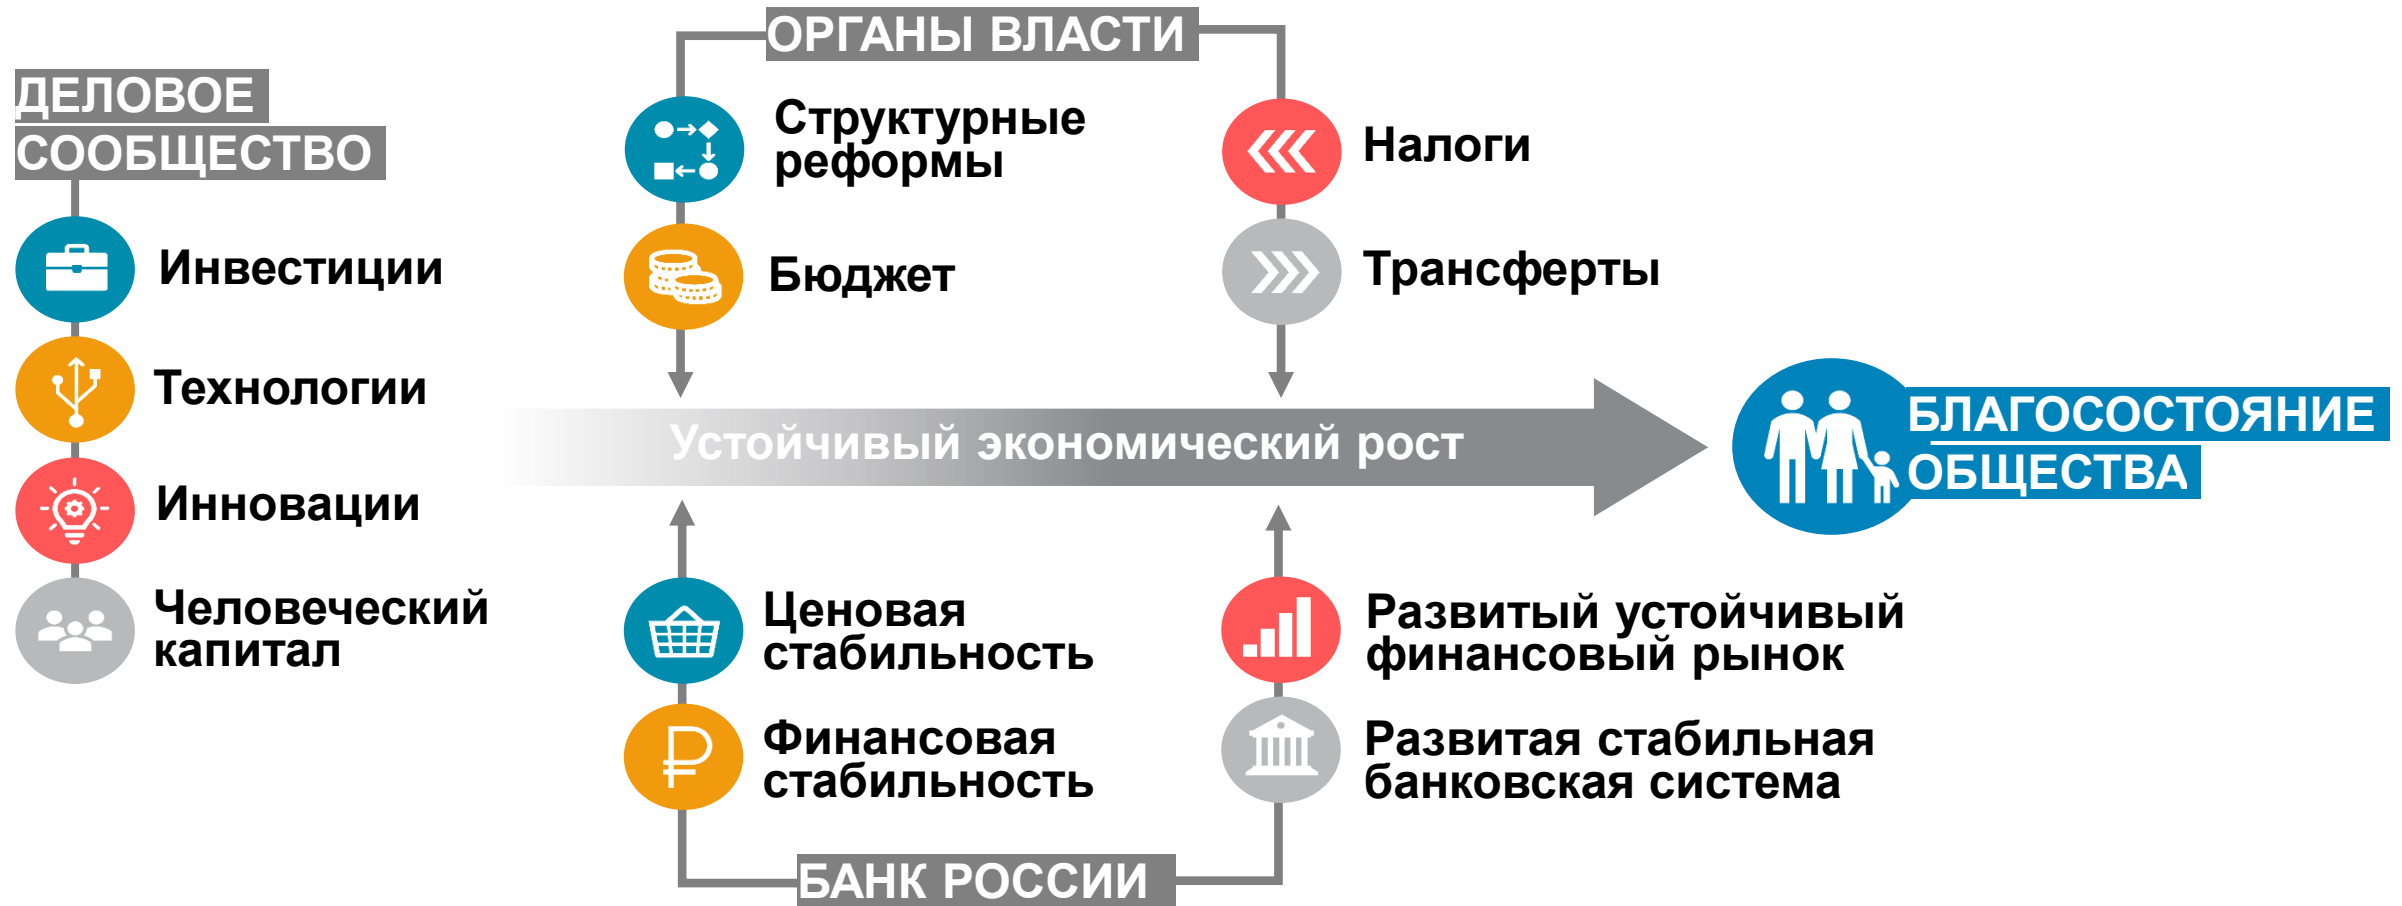 ДЕЛОВОЕ
СООБЩЕСТВО
Инвестиции
Технологии
Инновации
Человеческий
капитал
ОРГАНЫ ВЛАСТИ
Структурные
реформы
Бюджет
Налоги
Трансферты
Устойчивый экономический рост
БЛАГОСОСТОЯНИЕ
ОБЩЕСТВА
Ценовая
стабильность
Финансовая
стабильность
Развитый устойчивый
финансовый рынок
Развитая стабильная
банковская система
БАНК РОССИИ